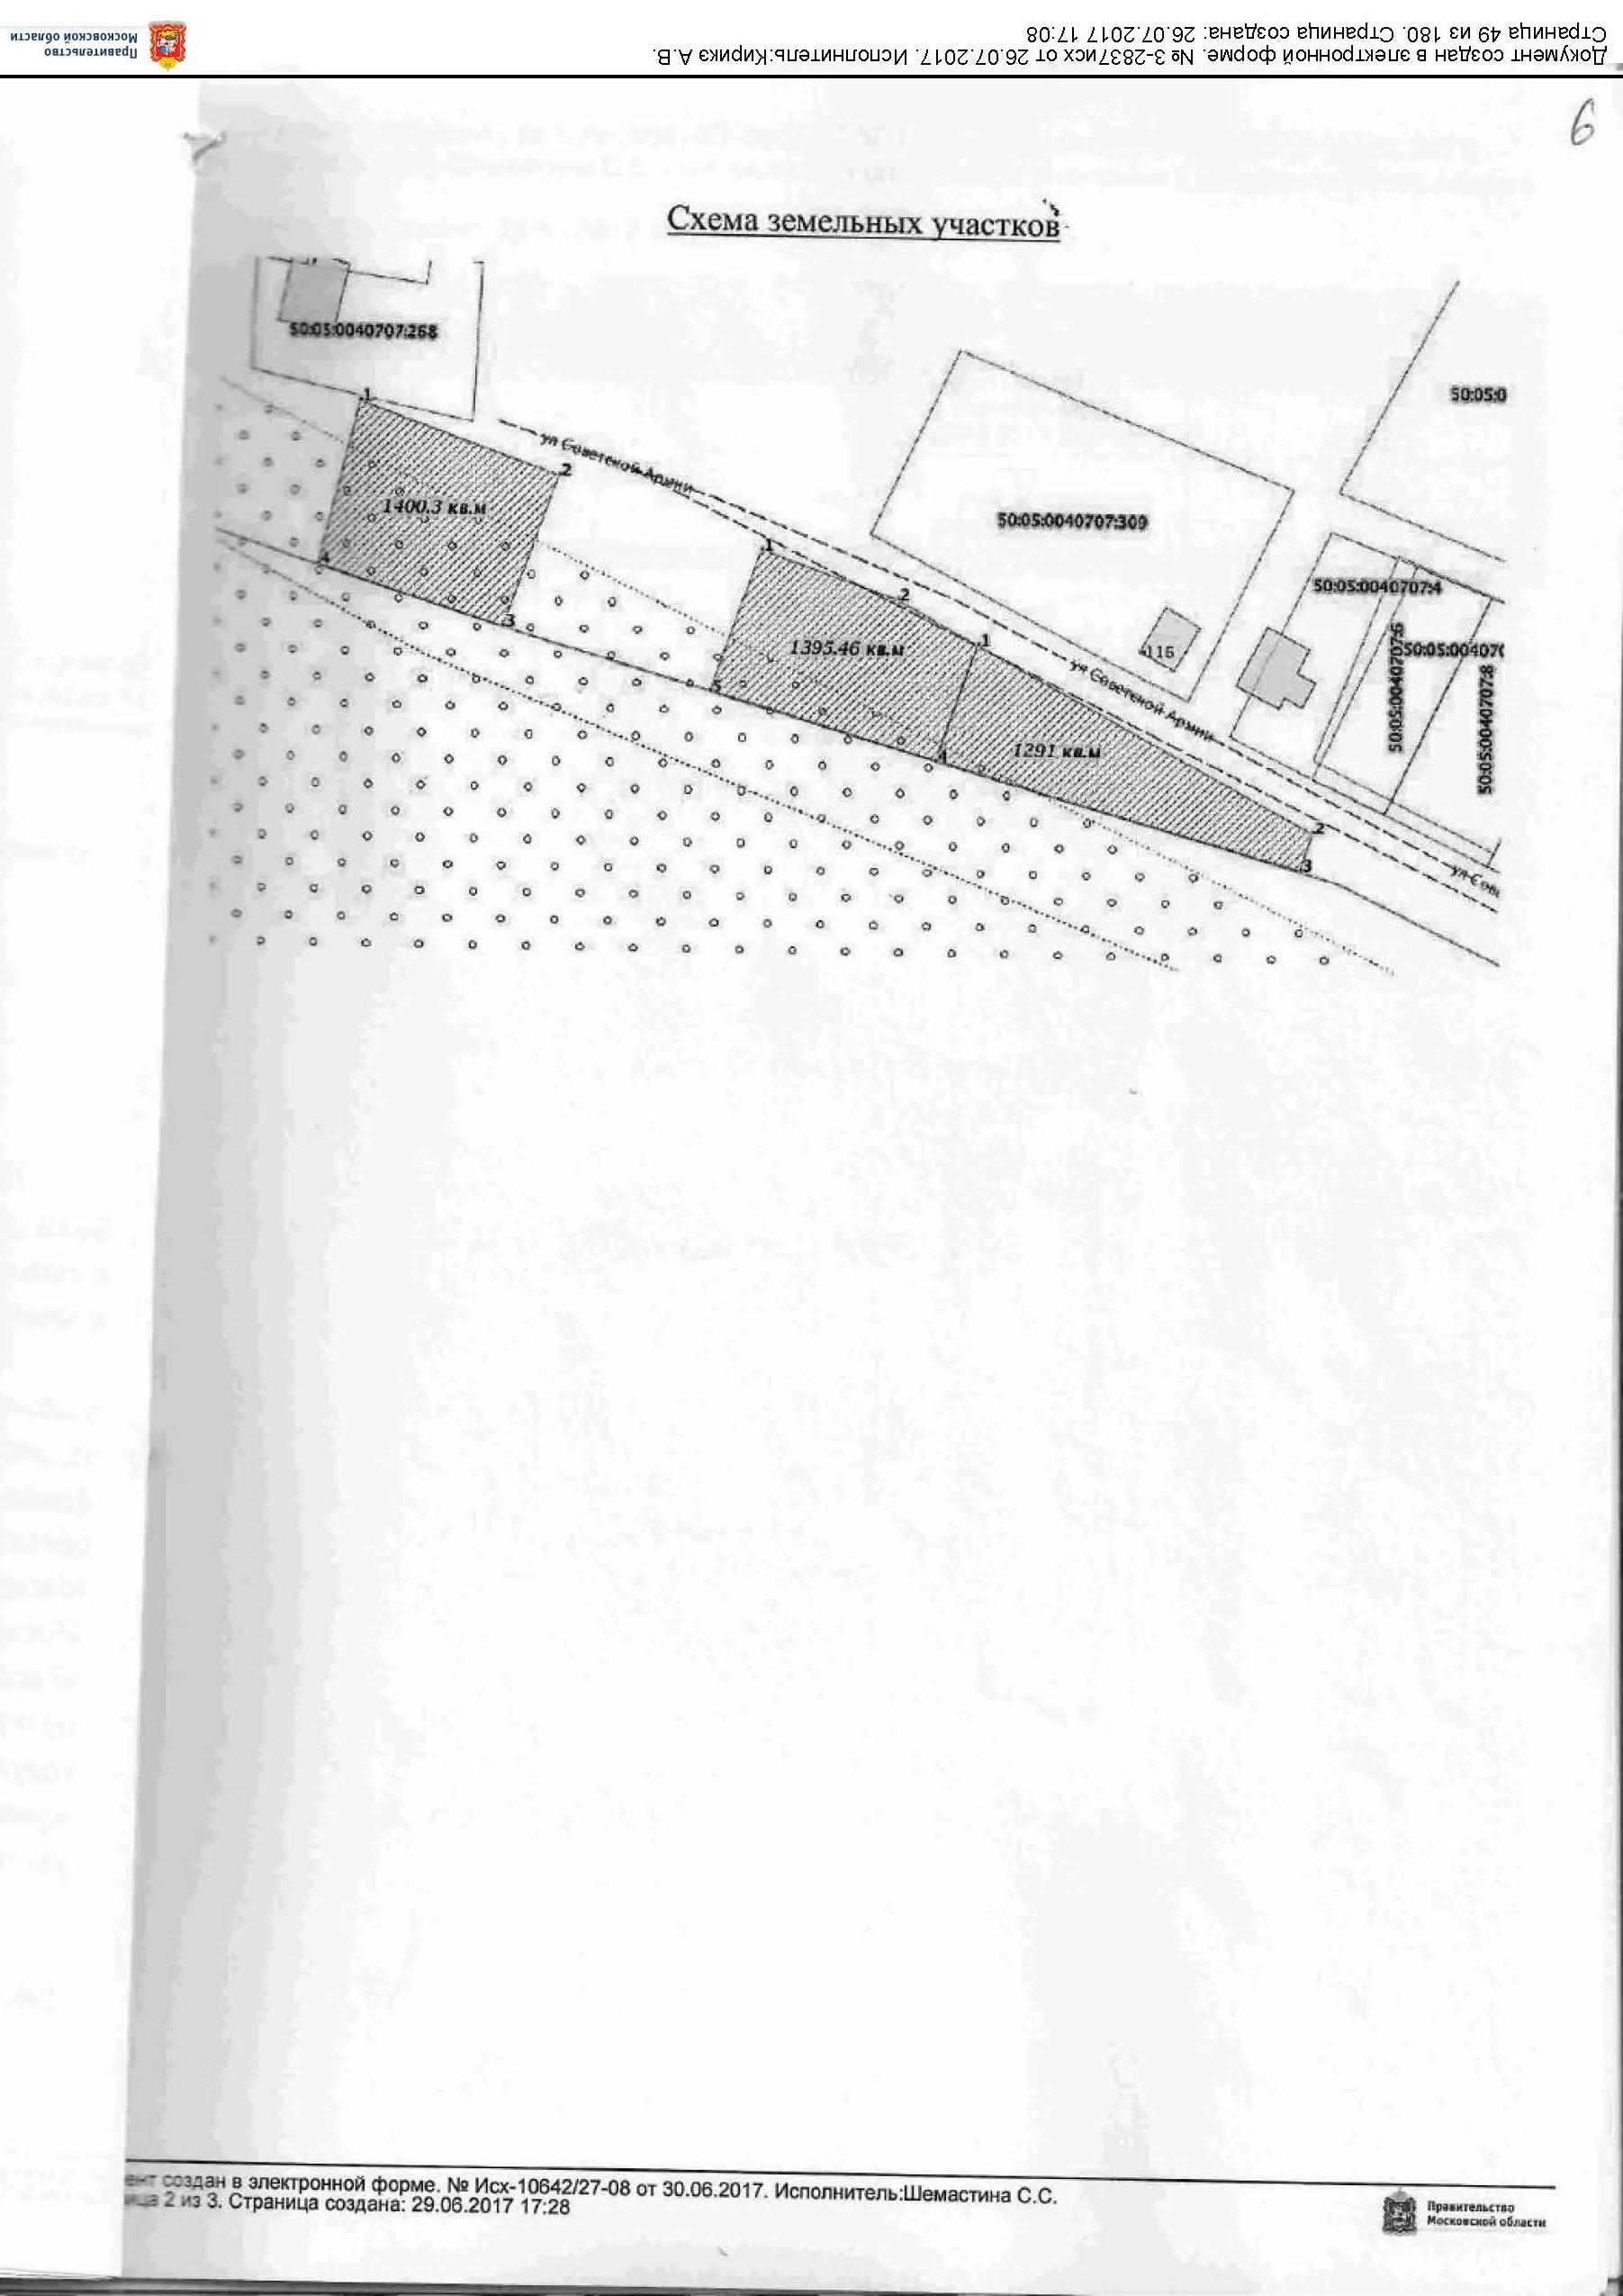 Документ создан в электронной форме. № 3-2837исх от 26.07.2017. Исполнитель:Кирикэ А.В.
Страница 49 из 180. Страница создана: 26.07.2017 17:08
Правительство
Московской области
Схема земельных участков
50:05:0040707:268
1
2
3
4
1400.3 кв.м
ул Советской Армии
50:05:0040707:309
50:05:0
1
2
1395.46 кв.м
5
4
1
1291 кв.м
2
3
116
ул Советской Армии
50:05:0040707:4
50:05:0040707:6
50:05:004070
50:05:0040707:8
ул Сове
ент создан в электронной форме. № Исх-10642/27-08 от 30.06.2017. Исполнитель:Шемастина С.С.
ица 2 из 3. Страница создана: 29.06.2017 17:28
Правительство
Московской области